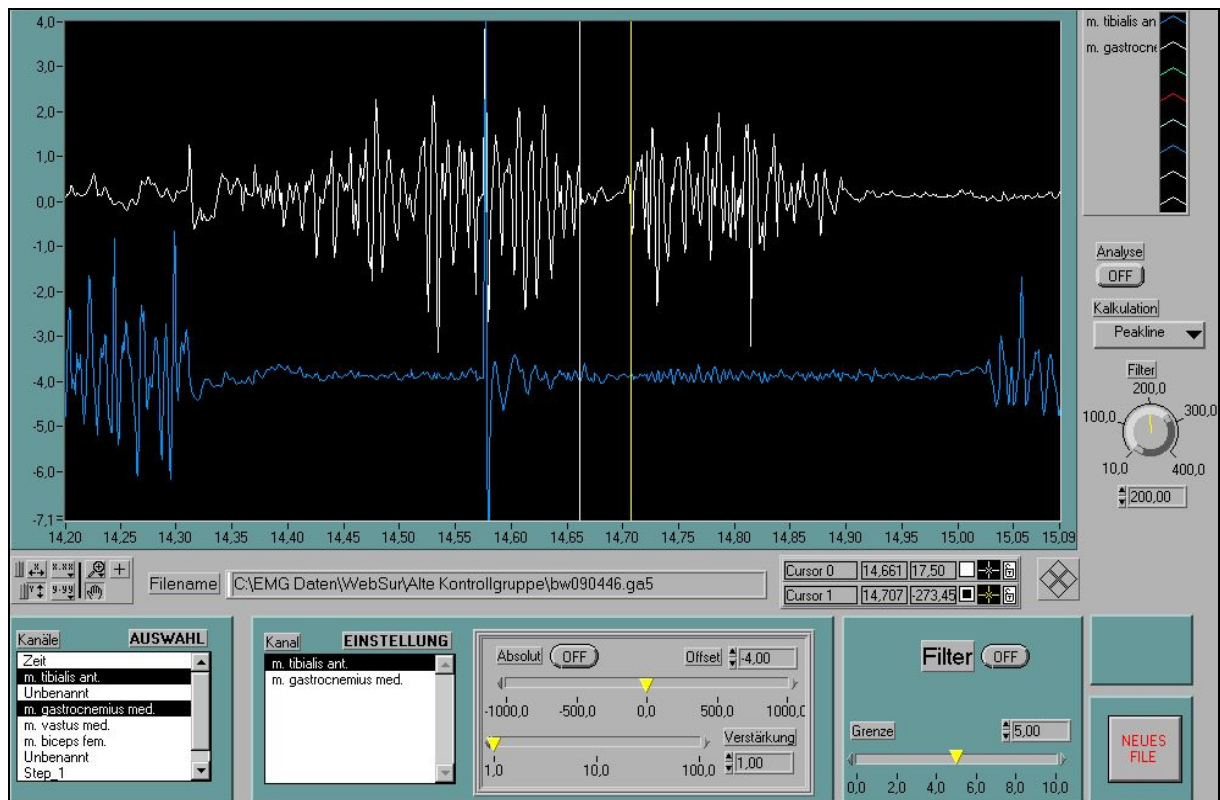 4,0
3,0
2,0
1,0
0,0
-1,0
-2,0
-3,0
-4,0
-5,0
-6,0
-7,1
14,20 14,25 14,30 14,35 14,40 14,45 14,50 14,55 14,60 14,65 14,70 14,75 14,80 14,85 14,90 14,95 15,00 15,05 15,09
m. tibialis an
m. gastrocne
Analyse
OFF
Kalkulation
Peakline
Filter
200,0
100,0 300,0
10,0 400,0
200,00
x.xx
Y y.yy
Filename C:\EMG Daten\WebSur\Alte Kontrollgruppe\bw090446.ga5
Cursor 0 14,661 17,50
Cursor 1 14,707 -273,45
Kanäle AUSWAHL
Zeit
m. tibialis ant.
Unbenannt
m. gastrocnemius med.
m. vastus med.
m. biceps fem.
Unbenannt
Step_1
Kanal EINSTELLUNG
m. tibialis ant.
m. gastrocnemius med.
Absolut OFF Offset -4,00
-1000,0 -500,0 0,0 500,0 1000,0
Verstärkung
1,0 10,0 100,0 1,00
Filter OFF
Grenze 5,00
0,0 2,0 4,0 6,0 8,0 10,0
NEUES
FILE